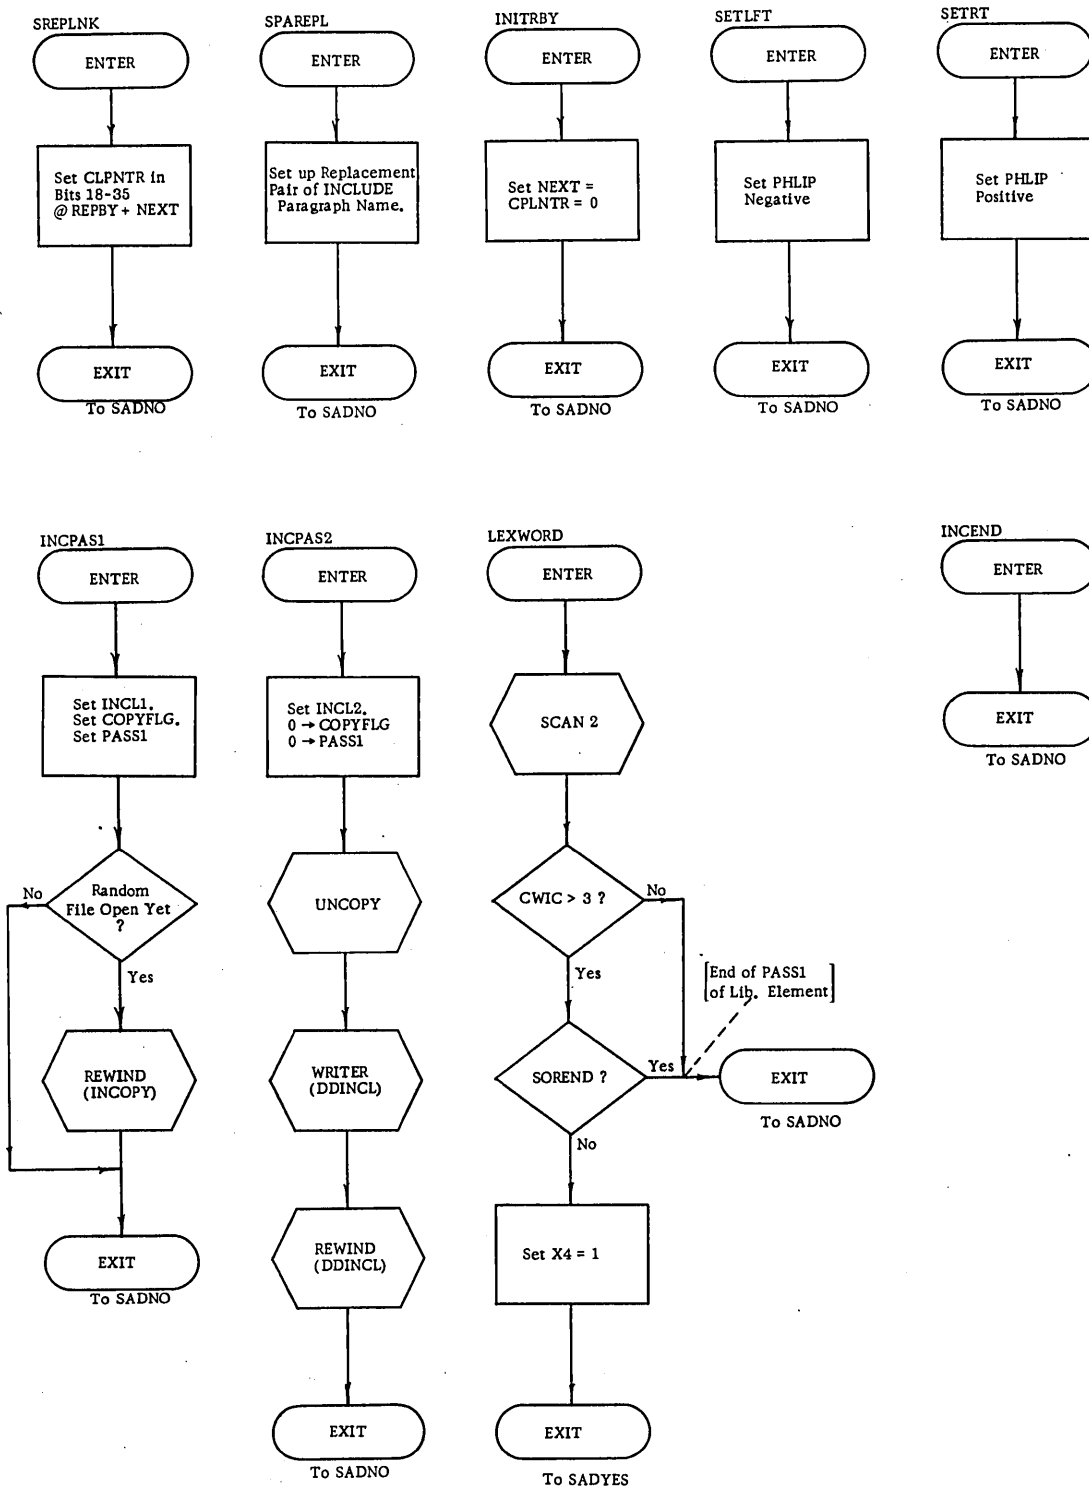 SREPLNK
ENTER
Set CLPNTR in
Bits 18-35
@ REPBY + NEXT
EXIT
To SADNO
SPAREPL
ENTER
Set up Replacement
Pair of INCLUDE
Paragraph Name.
EXIT
To SADNO
INITRBY
ENTER
Set NEXT =
CPLNTR = 0
EXIT
To SADNO
SETLFT
ENTER
Set PHLIP
Negative
EXIT
To SADNO
SETRT
ENTER
Set PHLIP
Positive
EXIT
To SADNO
INCPAS1
ENTER
Set INCL1.
Set COPYFLG.
Set PASS1
Random
File Open Yet
?
No
Yes
REWIND
(INCOPY)
EXIT
To SADNO
INCPAS2
ENTER
Set INCL2.
0 → COPYFLG
0 → PASS1
UNCOPY
WRITER
(DDINCL)
REWIND
(DDINCL)
EXIT
To SADNO
LEXWORD
ENTER
SCAN 2
CWIC > 3 ?
No
Yes
[End of PASS1
of Lib. Element]
SOREND ?
Yes
EXIT
To SADNO
No
Set X4 = 1
EXIT
To SADYES
INCEND
ENTER
EXIT
To SADNO